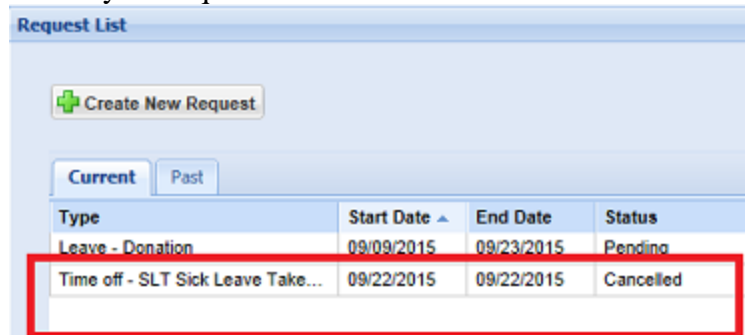 Request List
Create New Request
Current Past
Type Start Date End Date Status
Leave - Donation 09/09/2015 09/23/2015 Pending
Time off - SLT Sick Leave Take... 09/22/2015 09/22/2015 Cancelled